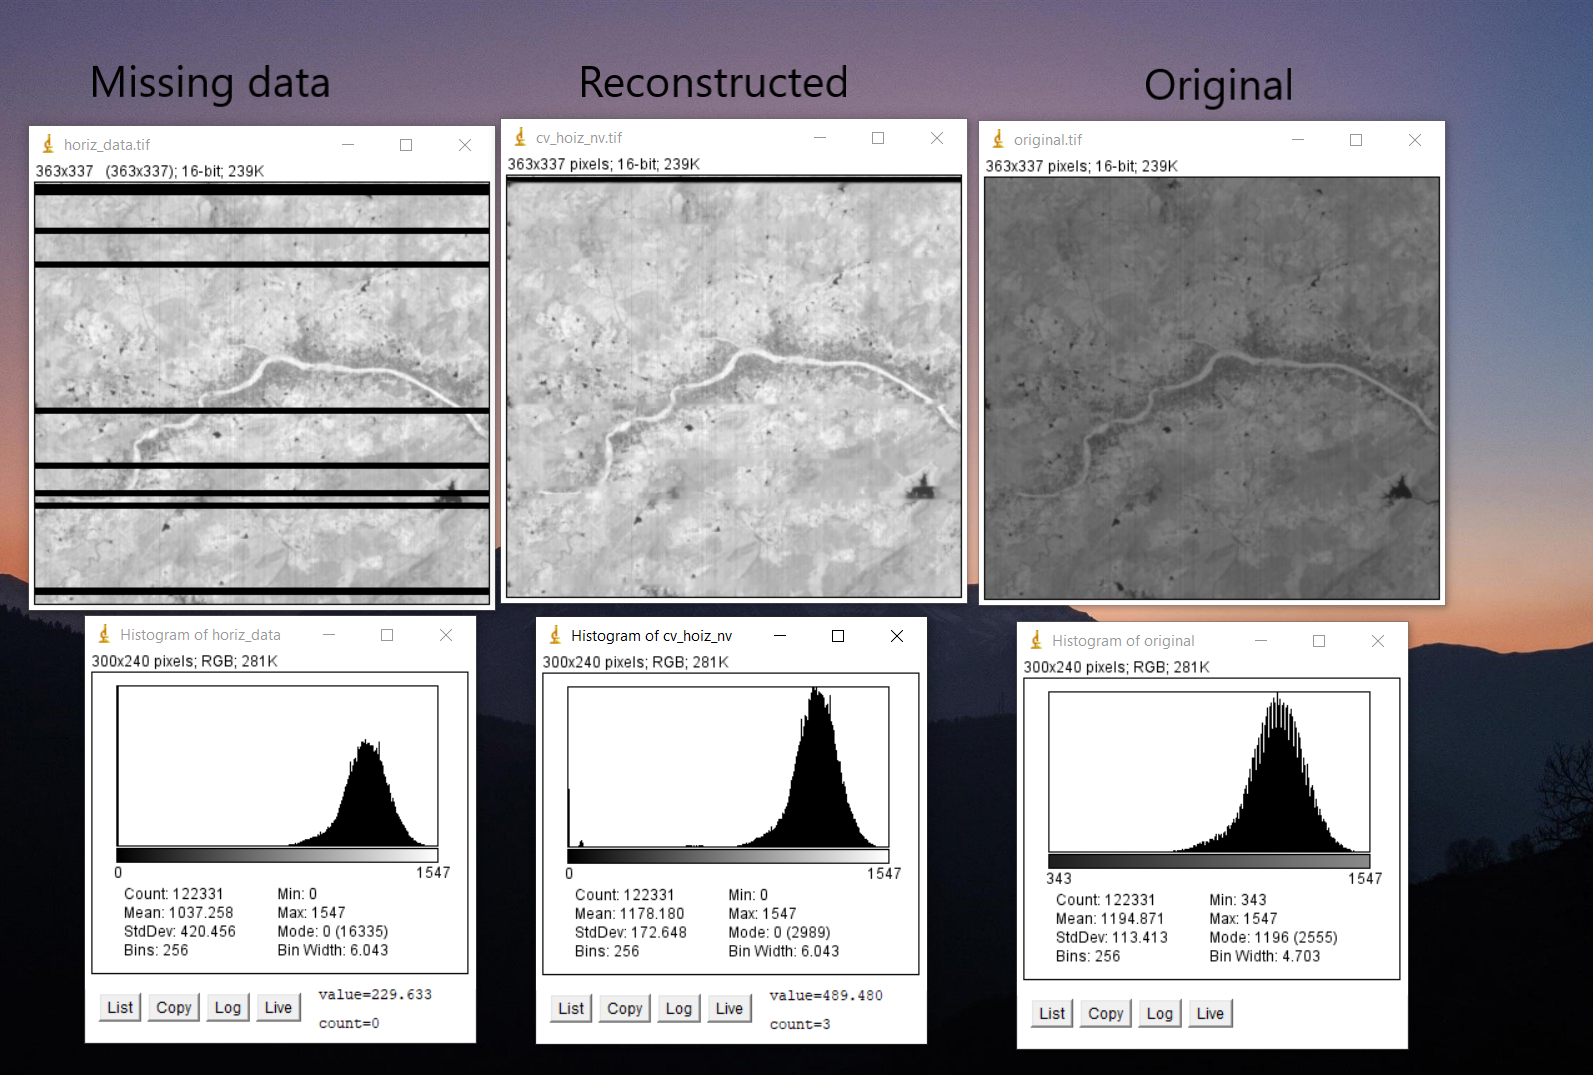 Missing data
Reconstructed
Original
horiz_data.tif
363x337 (363x337); 16-bit; 239K
cv_hoiz_nv.tif
363x337 pixels; 16-bit; 239K
original.tif
363x337 pixels; 16-bit; 239K
Histogram of horiz_data
300x240 pixels; RGB; 281K
0 1547
Count: 122331 Min: 0
Mean: 1037.258 Max: 1547
StdDev: 420.456 Mode: 0 (16335)
Bins: 256 Bin Width: 6.043
List Copy Log Live
value=229.633
count=0
Histogram of cv_hoiz_nv
300x240 pixels; RGB; 281K
0 1547
Count: 122331 Min: 0
Mean: 1178.180 Max: 1547
StdDev: 172.648 Mode: 0 (2989)
Bins: 256 Bin Width: 6.043
List Copy Log Live
value=489.480
count=3
Histogram of original
300x240 pixels; RGB; 281K
343 1547
Count: 122331 Min: 343
Mean: 1194.871 Max: 1547
StdDev: 113.413 Mode: 1196 (2555)
Bins: 256 Bin Width: 4.703
List Copy Log Live